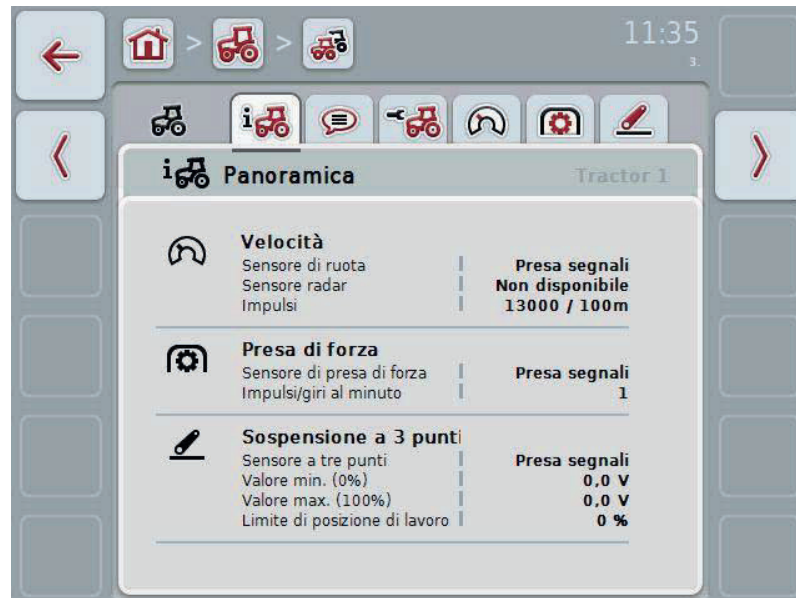 > >
11:35
3.
i Panoramica Tractor 1
Velocità
Sensore di ruota Presa segnali
Sensore radar Non disponibile
Impulsi 13000 / 100m
Presa di forza
Sensore di presa di forza Presa segnali
Impulsi/giri al minuto 1
Sospensione a 3 punti
Sensore a tre punti Presa segnali
Valore min. (0%) 0,0 V
Valore max. (100%) 0,0 V
Limite di posizione di lavoro 0 %